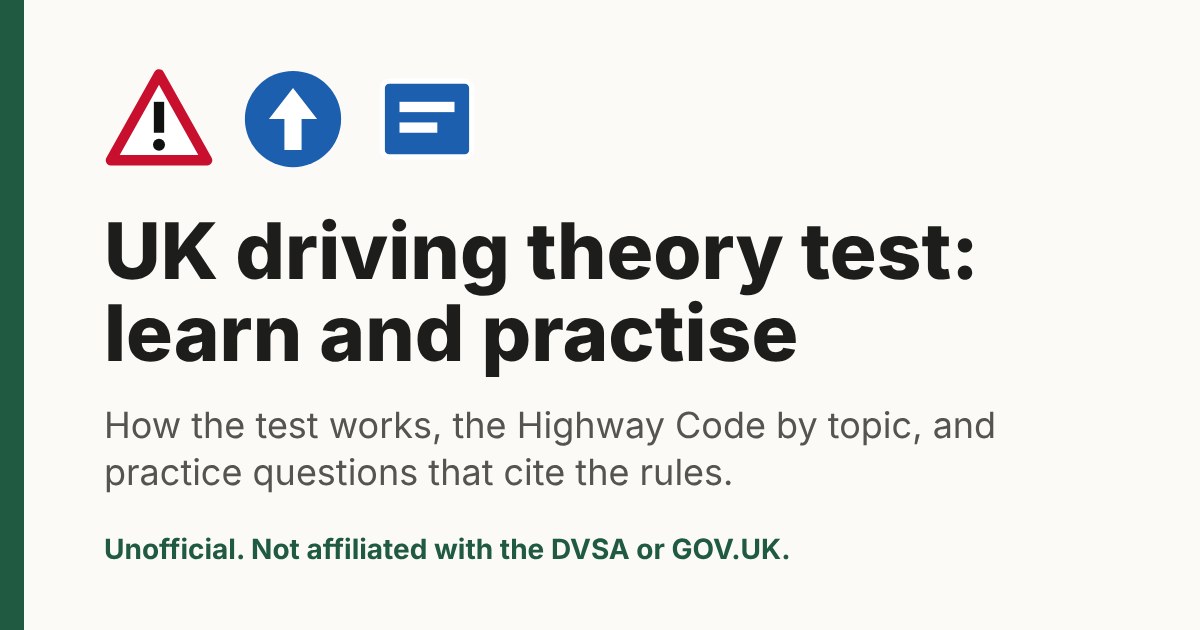 UK driving theory test:
learn and practise
How the test works, the Highway Code by topic, and
practice questions that cite the rules.
Unofficial. Not affiliated with the DVSA or GOV.UK.